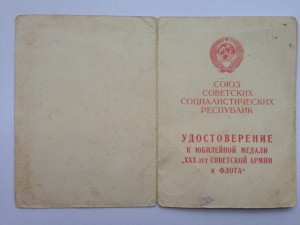 СОЮЗ
СОВЕТСКИХ
СОЦИАЛИСТИЧЕСКИХ
РЕСПУБЛИК
УДОСТОВЕРЕНИЕ
К ЮБИЛЕЙНОЙ МЕДАЛИ
„XXX ЛЕТ СОВЕТСКОЙ АРМИИ
И ФЛОТА“